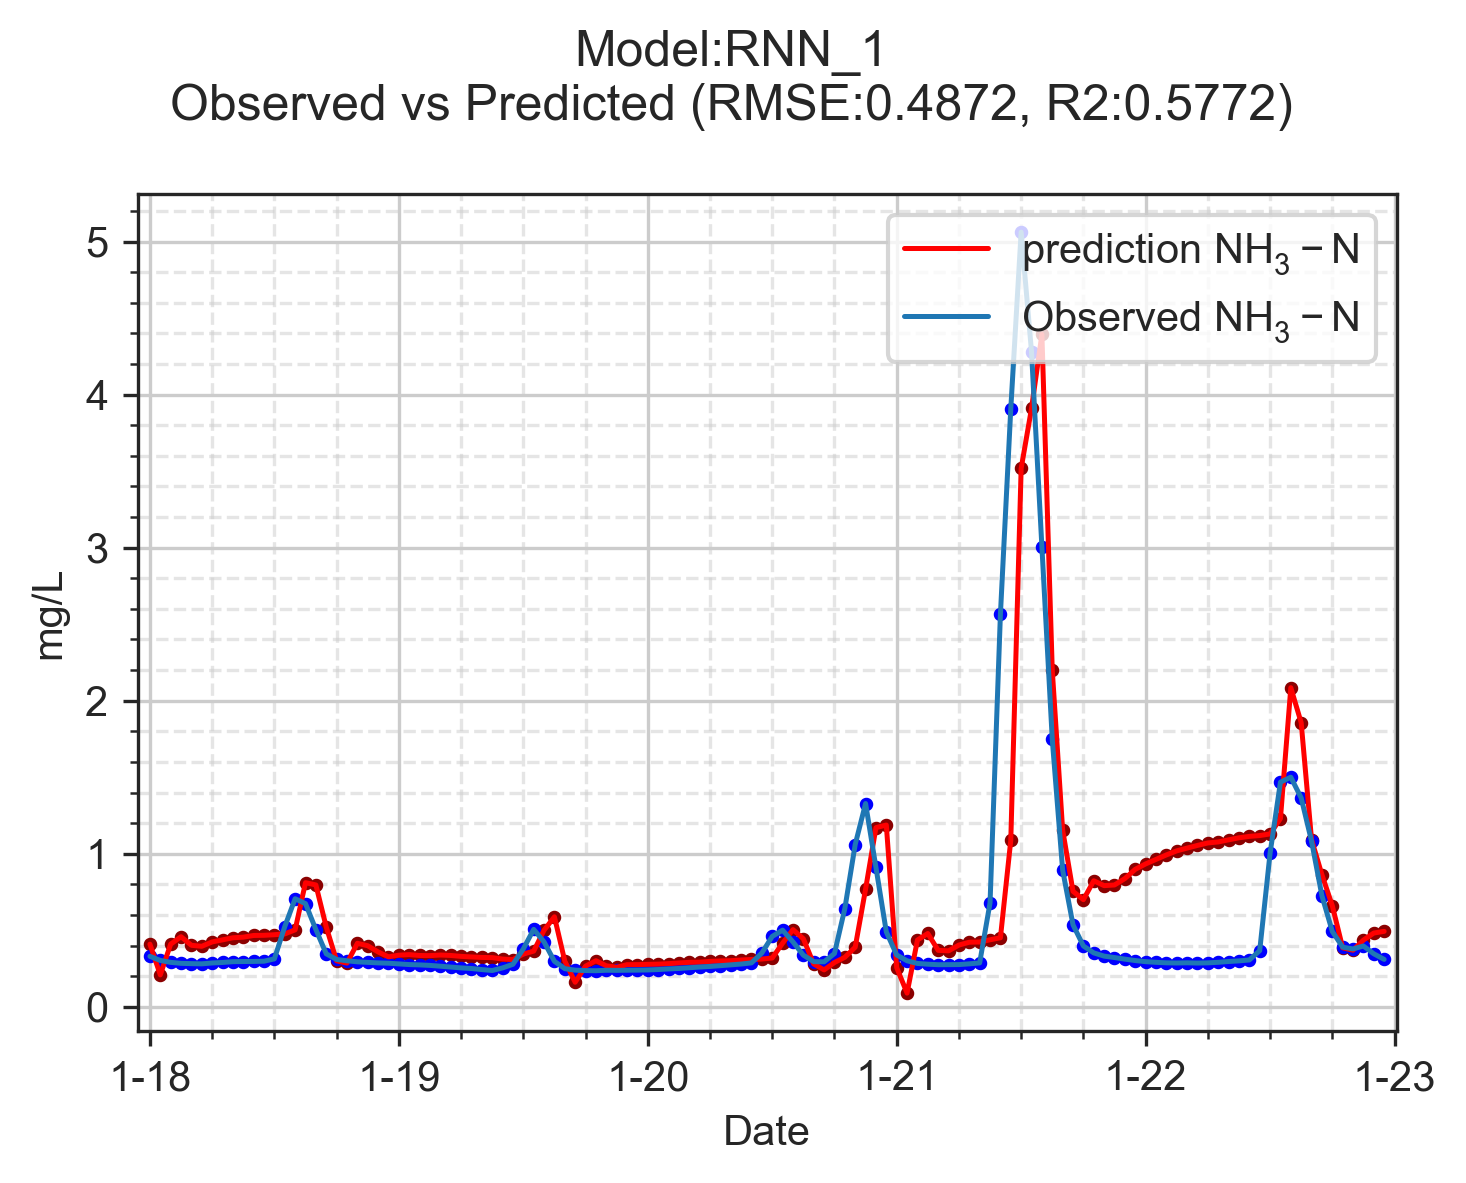 Model:RNN_1
Observed vs Predicted (RMSE:0.4872, R2:0.5772)
prediction NH₃ − N
Observed NH₃ − N
mg/L
5
4
3
2
1
0
1-18 1-19 1-20 1-21 1-22 1-23
Date